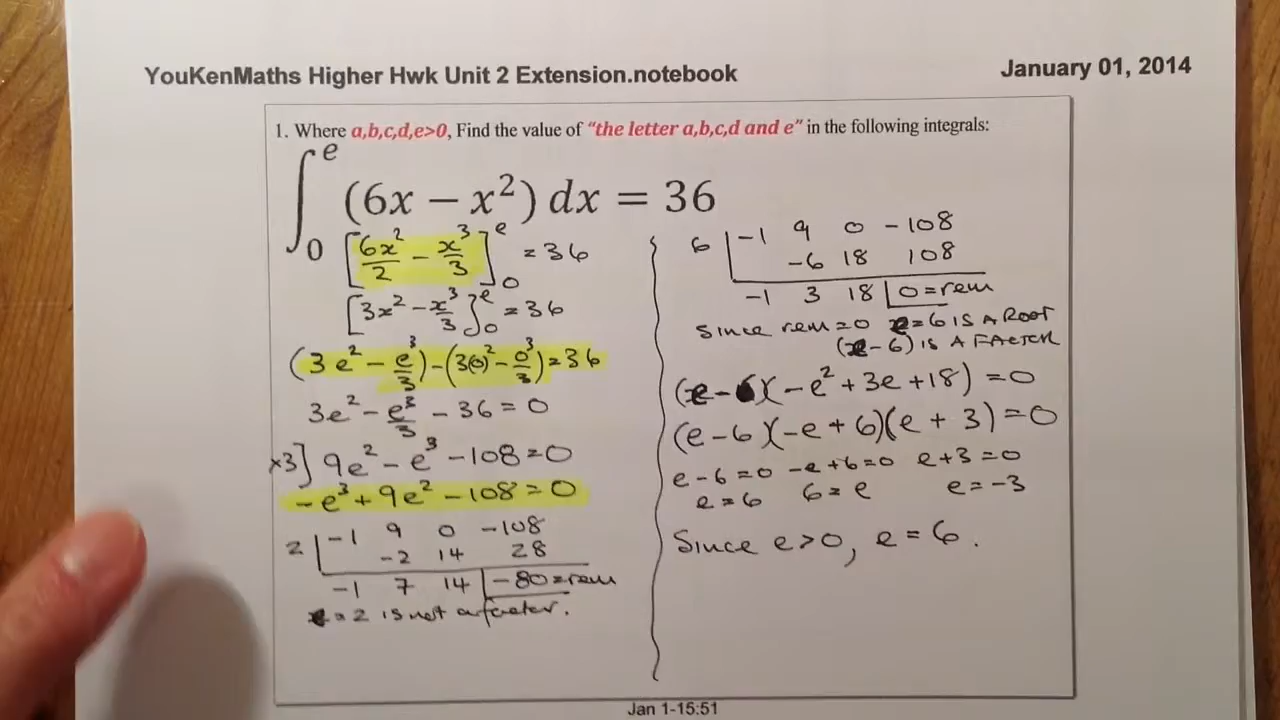 YouKenMaths Higher Hwk Unit 2 Extension.notebook
January 01, 2014
1. Where a,b,c,d,e>0, Find the value of "the letter a,b,c,d and e" in the following integrals:
∫₀ᵉ (6x − x²) dx = 36
[6x²/2 − x³/3]₀ᵉ = 36
[3x² − x³/3]₀ᵉ = 36
(3e² − e³/3) − (3(0)² − 0³/3) = 36
3e² − e³/3 − 36 = 0
×3] 9e² − e³ − 108 = 0
−e³ + 9e² − 108 = 0
2 | −1 9 0 −108
−2 14 28
−1 7 14 | −80 = rem
e = 2 is not a factor.
6 | −1 9 0 −108
−6 18 108
−1 3 18 | 0 = rem
Since rem = 0 e = 6 IS A ROOT
(e − 6) IS A FACTOR
(e − 6)(−e² + 3e + 18) = 0
(e − 6)(−e + 6)(e + 3) = 0
e − 6 = 0 −e + 6 = 0 e + 3 = 0
e = 6 6 = e e = −3
Since e > 0, e = 6.
Jan 1-15:51